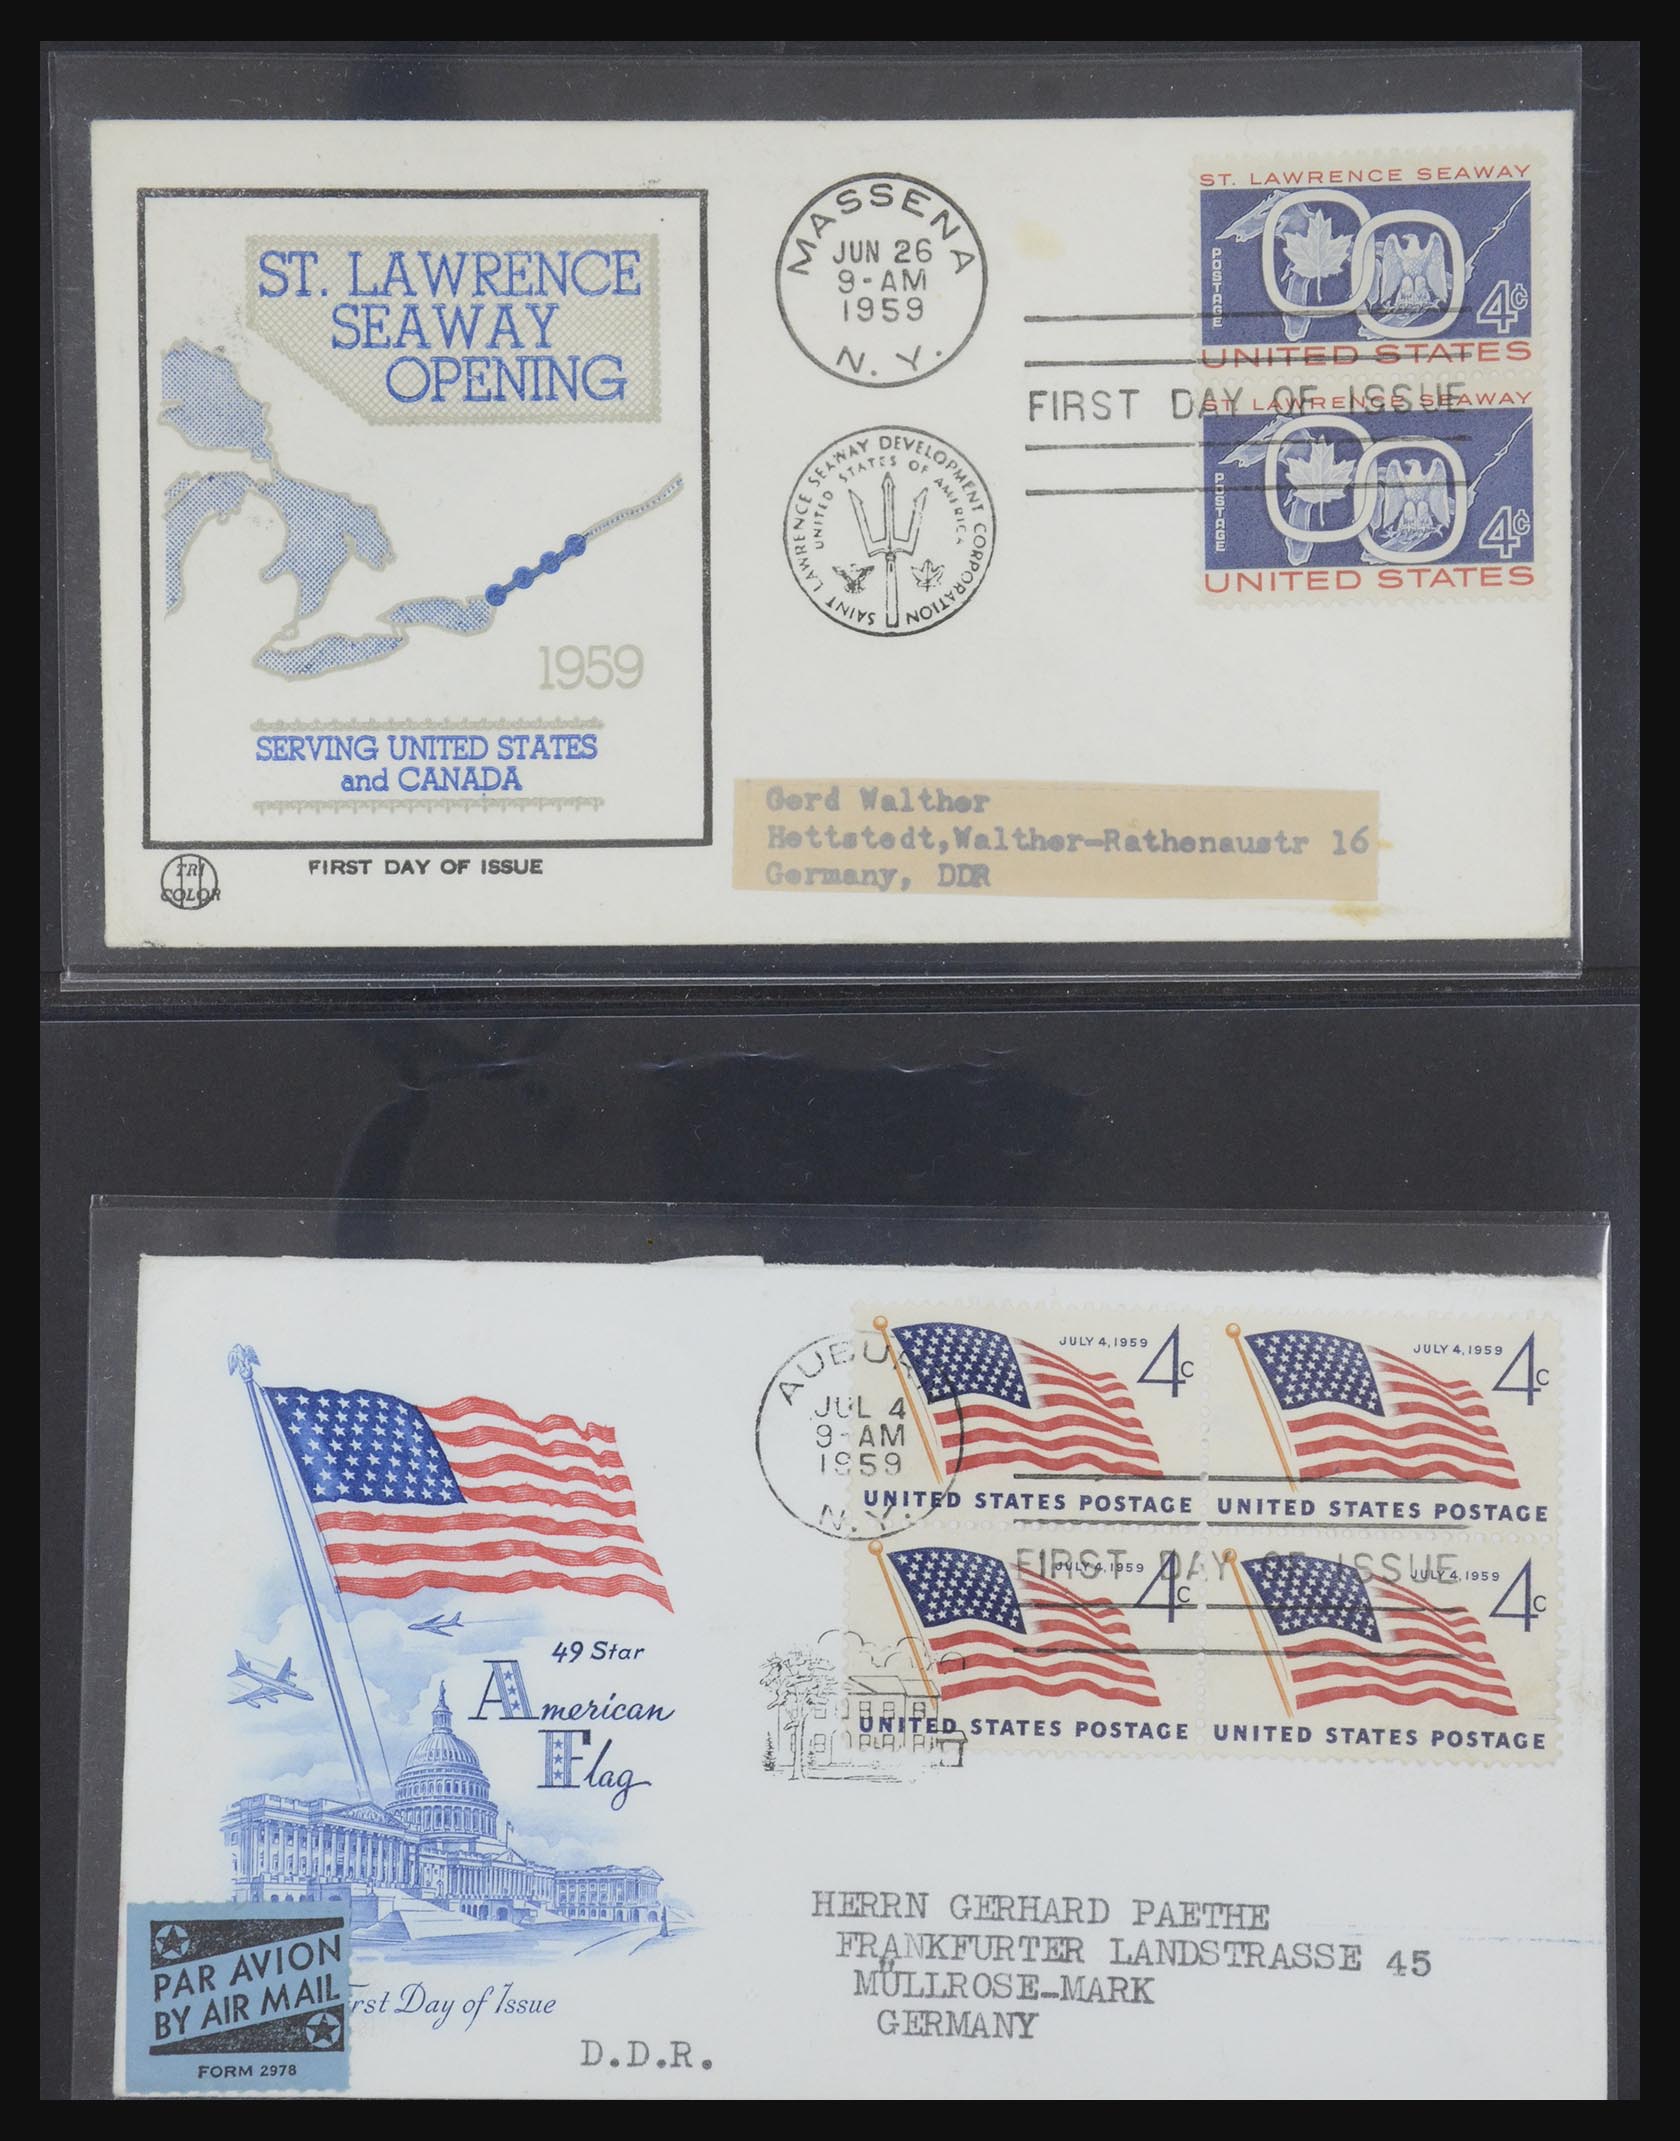 ST. LAWRENCE
SEAWAY
OPENING
1959
SERVING UNITED STATES
and CANADA
FIRST DAY OF ISSUE
TRI
COLOR
MASSENA
JUN 26
9-AM
1959
N. Y.
SAINT LAWRENCE SEAWAY DEVELOPMENT CORPORATION
UNITED STATES OF AMERICA
ST. LAWRENCE SEAWAY
POSTAGE
4¢
UNITED STATES
FIRST DAY OF ISSUE
ST. LAWRENCE SEAWAY
POSTAGE
4¢
UNITED STATES
Gerd Walther
Hettstedt,Walther-Rathenaustr 16
Germany, DDR
49 Star
American
Flag
First Day of Issue
PAR AVION
BY AIR MAIL
FORM 2978
AUBURN
JUL 4
9-AM
1959
N.Y.
JULY 4, 1959 4c
UNITED STATES POSTAGE
JULY 4, 1959 4c
UNITED STATES POSTAGE
FIRST DAY OF ISSUE
JULY 4, 1959 4c
UNITED STATES POSTAGE
JULY 4, 1959 4c
UNITED STATES POSTAGE
HERRN GERHARD PAETHE
FRANKFURTER LANDSTRASSE 45
MÜLLROSE-MARK
GERMANY
D.D.R.